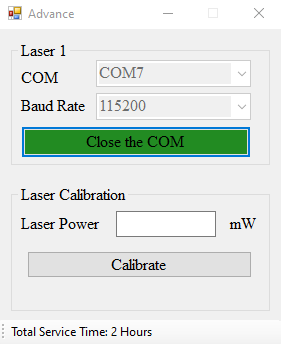 Advance
Laser 1
COM COM7
Baud Rate 115200
Close the COM
Laser Calibration
Laser Power mW
Calibrate
Total Service Time: 2 Hours